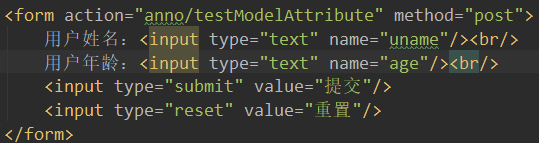 <form action="anno/testModelAttribute" method="post">
用户姓名：<input type="text" name="uname"/><br/>
用户年龄：<input type="text" name="age"/><br/>
<input type="submit" value="提交"/>
<input type="reset" value="重置"/>
</form>